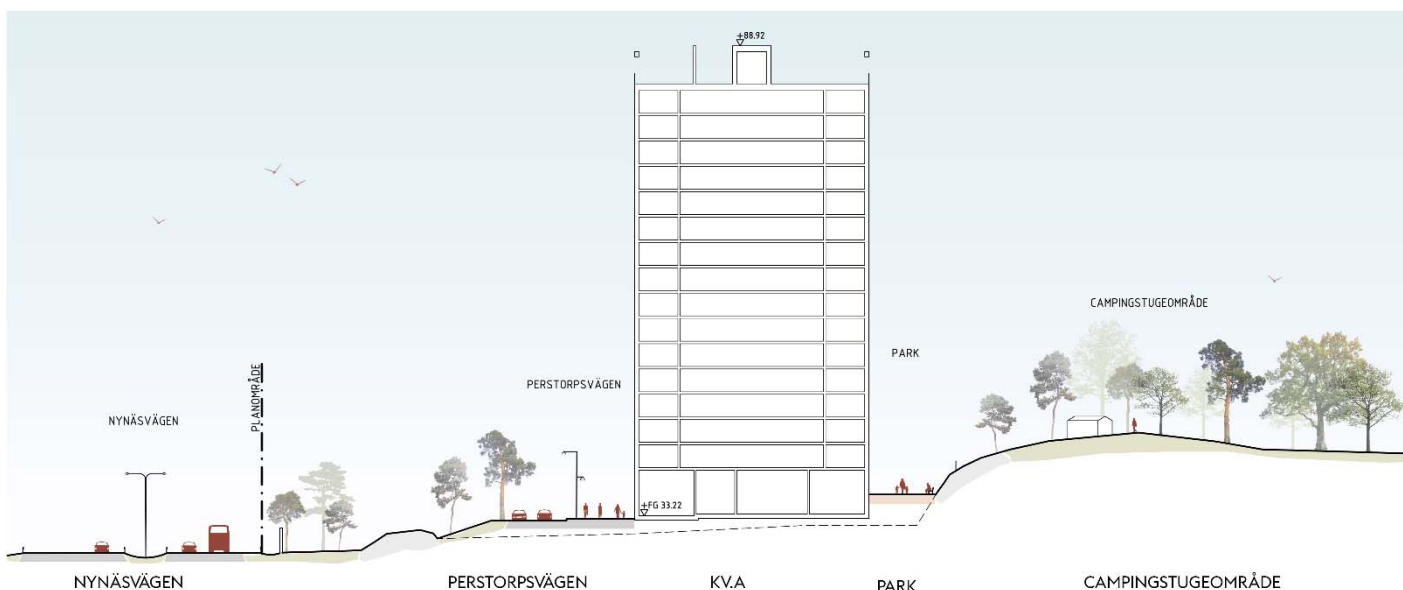 +88.92
CAMPINGSTUGEOMRÅDE
PARK
PERSTORPSVÄGEN
PLANOMRÅDE
NYNÄSVÄGEN
+FG 33.22
NYNÄSVÄGEN
PERSTORPSVÄGEN
KV.A
PARK
CAMPINGSTUGEOMRÅDE